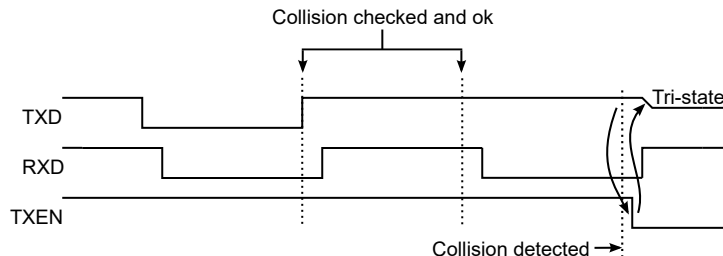 Collision checked and ok
Tri-state
TXD
RXD
TXEN
Collision detected